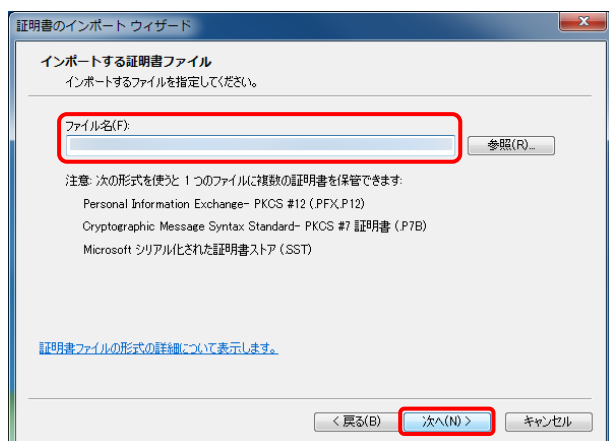 証明書のインポート ウィザード
インポートする証明書ファイル
インポートするファイルを指定してください。
ファイル名(F):
参照(R)...
注意: 次の形式を使うと 1 つのファイルに複数の証明書を保管できます:
Personal Information Exchange- PKCS #12 (.PFX,.P12)
Cryptographic Message Syntax Standard- PKCS #7 証明書 (.P7B)
Microsoft シリアル化された証明書ストア (.SST)
証明書ファイルの形式の詳細について表示します。
< 戻る(B) 次へ(N) > キャンセル